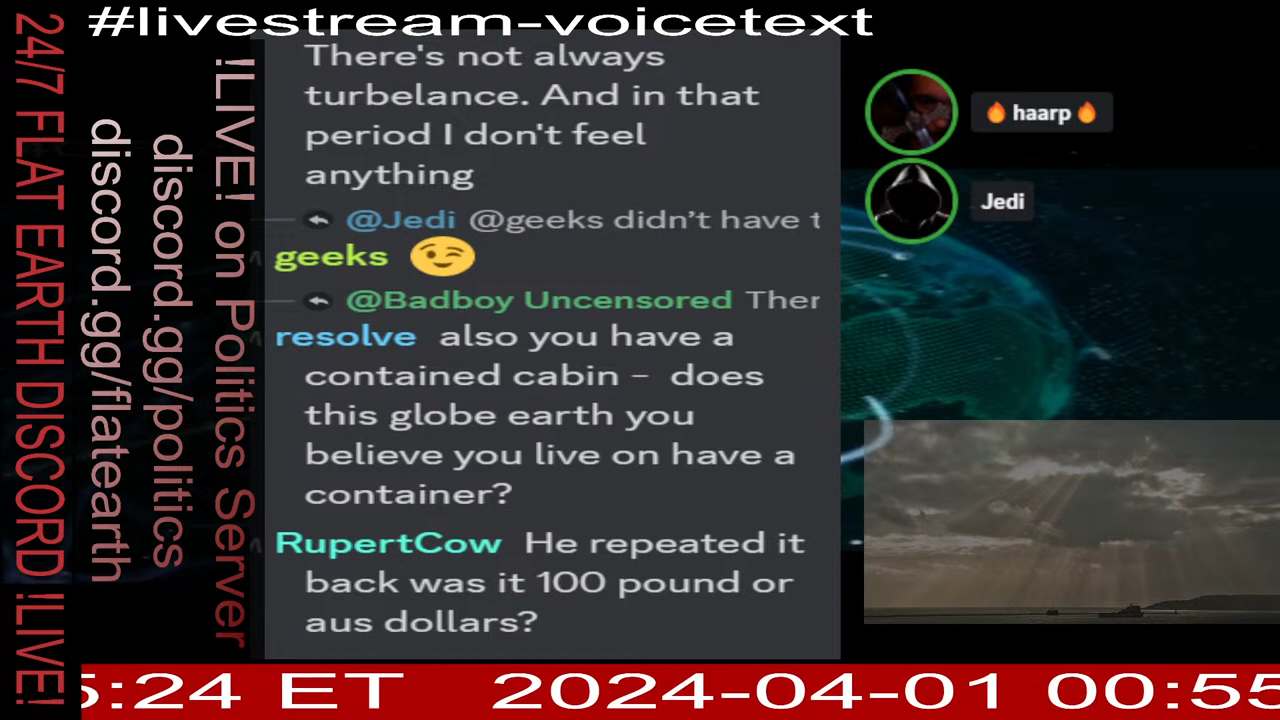 #livestream-voicetext
24/7 FLAT EARTH DISCORD !LIVE!
discord.gg/flatearth
discord.gg/politics
!LIVE! on Politics Server
There's not always
turbelance. And in that
period I don't feel
anything
@Jedi @geeks didn’t have t
geeks 😉
@Badboy Uncensored Ther
resolve also you have a
contained cabin - does
this globe earth you
believe you live on have a
container?
RupertCow He repeated it
back was it 100 pound or
aus dollars?
🔥 haarp 🔥
Jedi
5:24 ET 2024-04-01 00:55